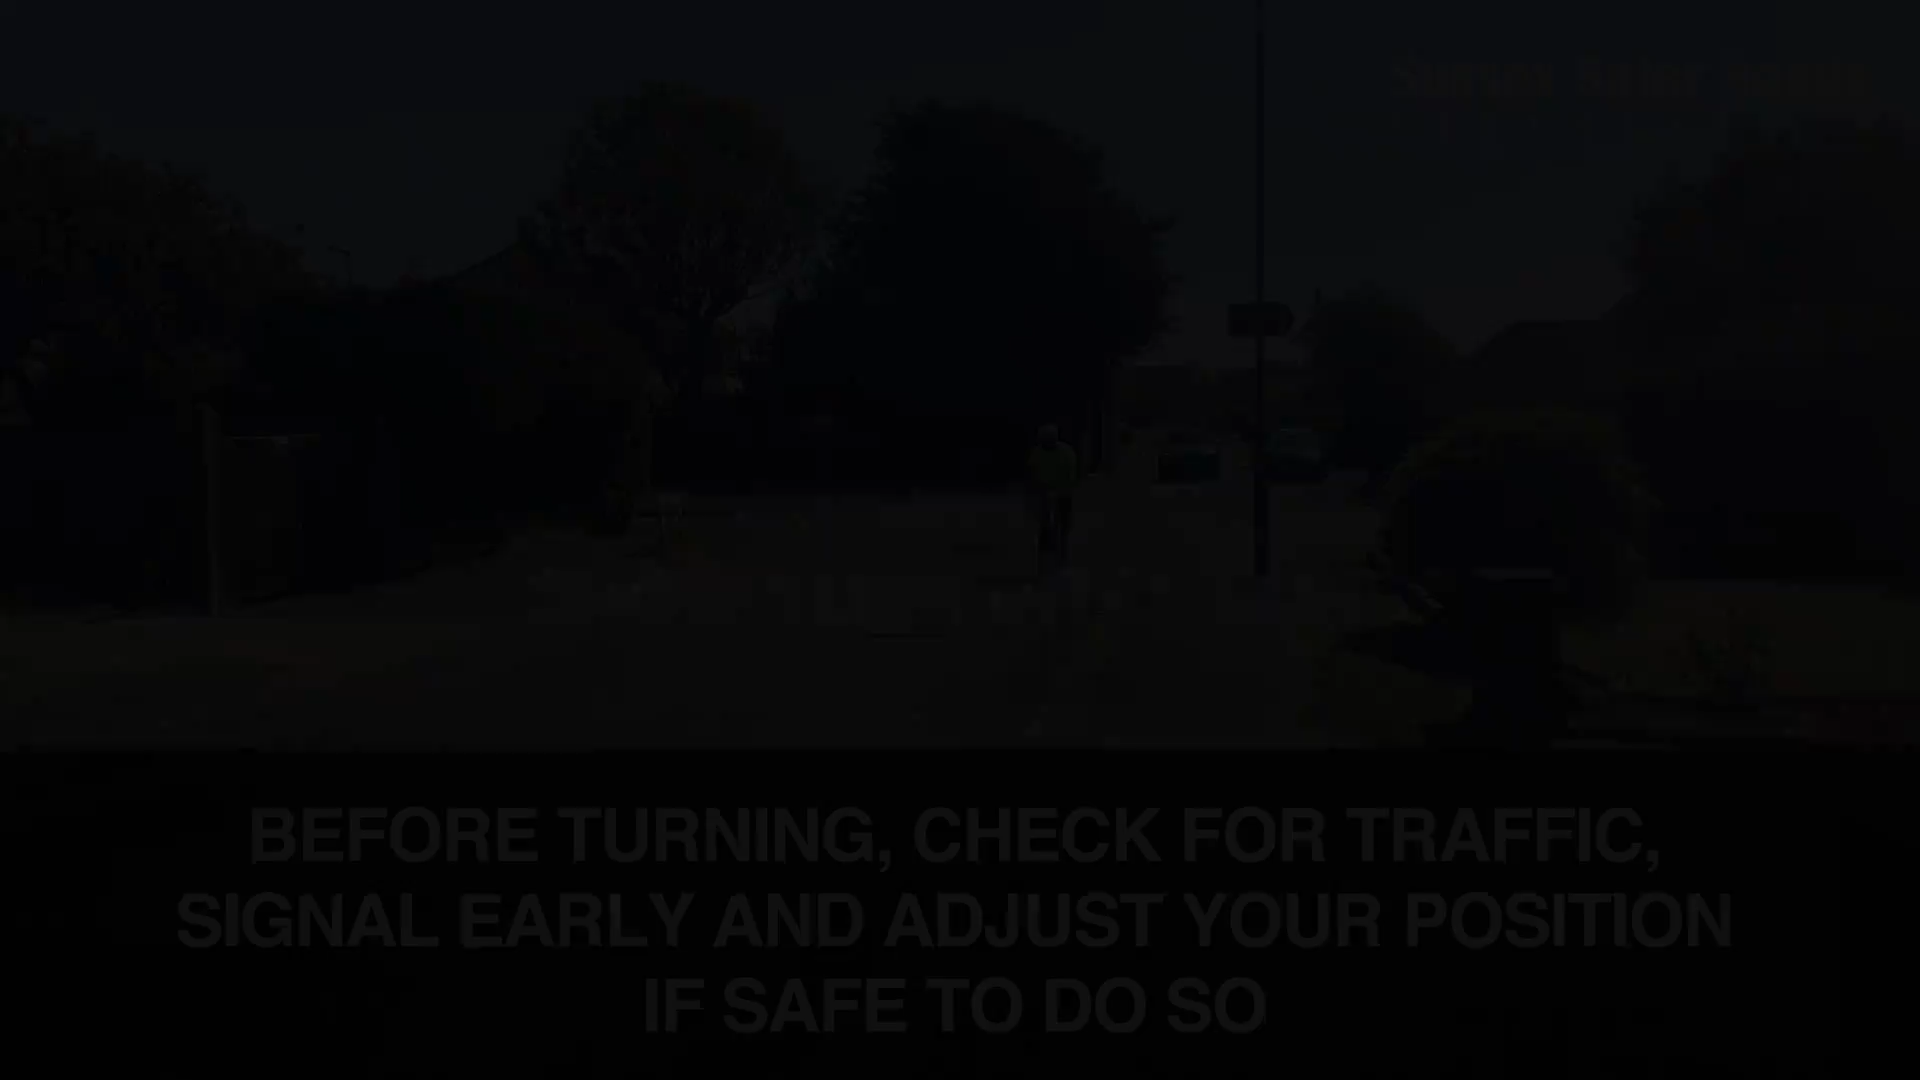 BEFORE TURNING, CHECK FOR TRAFFIC,
SIGNAL EARLY AND ADJUST YOUR POSITION
IF SAFE TO DO SO